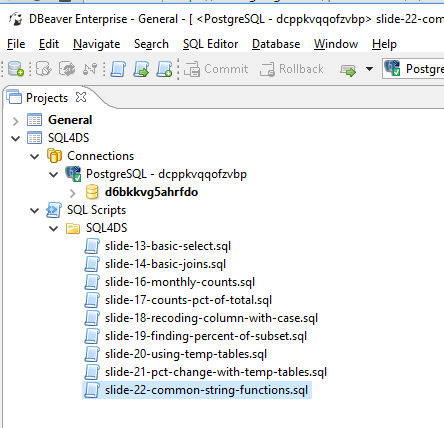 DBeaver Enterprise - General - [ <PostgreSQL - dcppkvqqofzvbp> slide-22-com
File Edit Navigate Search SQL Editor Database Window Help
Commit Rollback Postgre
Projects
General
SQL4DS
Connections
PostgreSQL - dcppkvqqofzvbp
d6bkkvg5ahrfdo
SQL Scripts
SQL4DS
slide-13-basic-select.sql
slide-14-basic-joins.sql
slide-16-monthly-counts.sql
slide-17-counts-pct-of-total.sql
slide-18-recoding-column-with-case.sql
slide-19-finding-percent-of-subset.sql
slide-20-using-temp-tables.sql
slide-21-pct-change-with-temp-tables.sql
slide-22-common-string-functions.sql